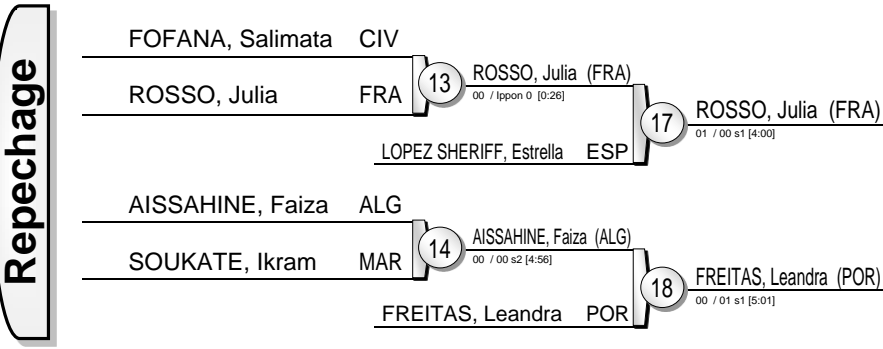 Repechage
FOFANA, Salimata CIV
ROSSO, Julia FRA
13
ROSSO, Julia (FRA)
00 / Ippon 0 [0:26]
LOPEZ SHERIFF, Estrella ESP
17
ROSSO, Julia (FRA)
01 / 00 s1 [4:00]
AISSAHINE, Faiza ALG
SOUKATE, Ikram MAR
14
AISSAHINE, Faiza (ALG)
00 / 00 s2 [4:56]
FREITAS, Leandra POR
18
FREITAS, Leandra (POR)
00 / 01 s1 [5:01]